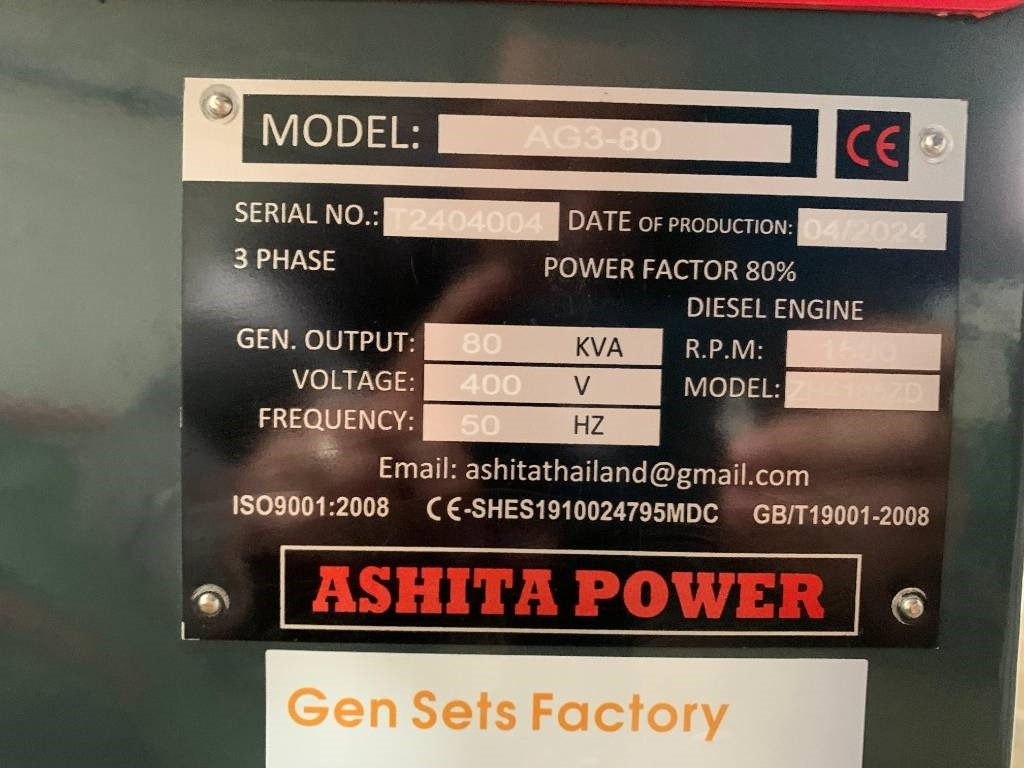 MODEL: AG3-80 CE
SERIAL NO.: T2404004 DATE OF PRODUCTION: 04/2024
3 PHASE POWER FACTOR 80%
DIESEL ENGINE
GEN. OUTPUT: 80 KVA R.P.M: 1500
VOLTAGE: 400 V MODEL:
FREQUENCY: 50 HZ
Email: ashitathailand@gmail.com
ISO9001:2008 CE-SHES1910024795MDC GB/T19001-2008
ASHITA POWER
Gen Sets Factory